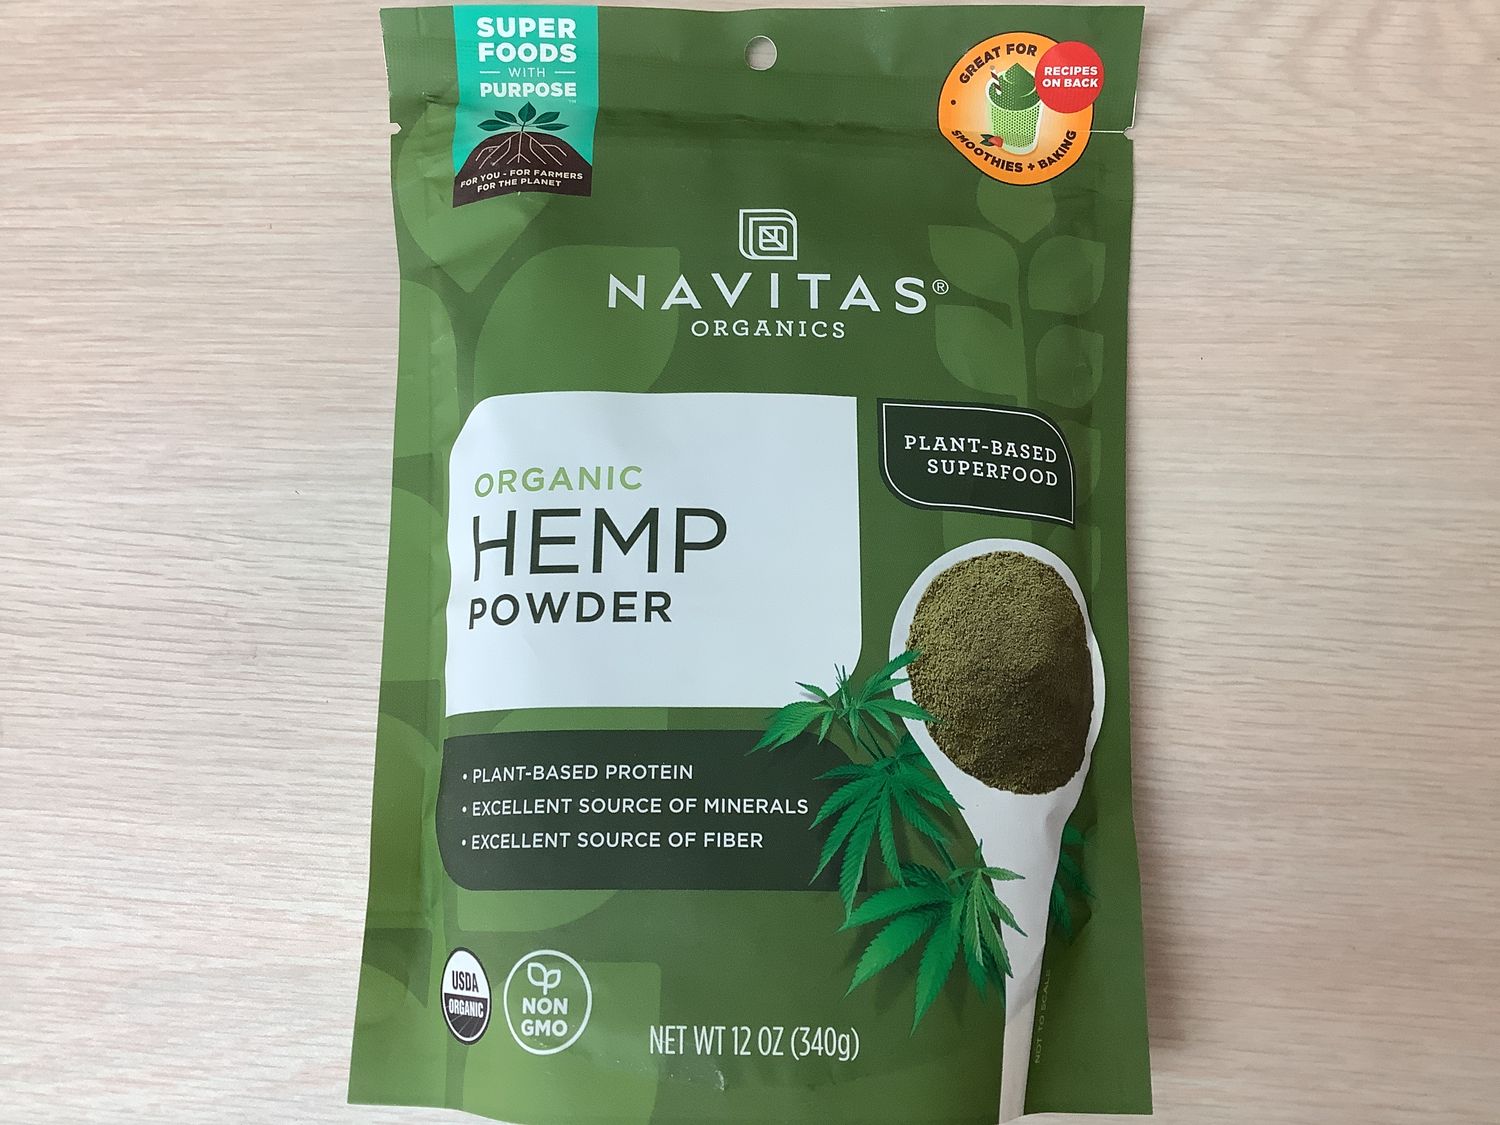 SUPER
FOODS
WITH
PURPOSE™
FOR YOU - FOR FARMERS
FOR THE PLANET
GREAT FOR
SMOOTHIES + BAKING
RECIPES
ON BACK
NAVITAS®
ORGANICS
PLANT-BASED
SUPERFOOD
ORGANIC
HEMP
POWDER
• PLANT-BASED PROTEIN
• EXCELLENT SOURCE OF MINERALS
• EXCELLENT SOURCE OF FIBER
USDA
ORGANIC
NON
GMO
NET WT 12 OZ (340g)
NOT TO SCALE